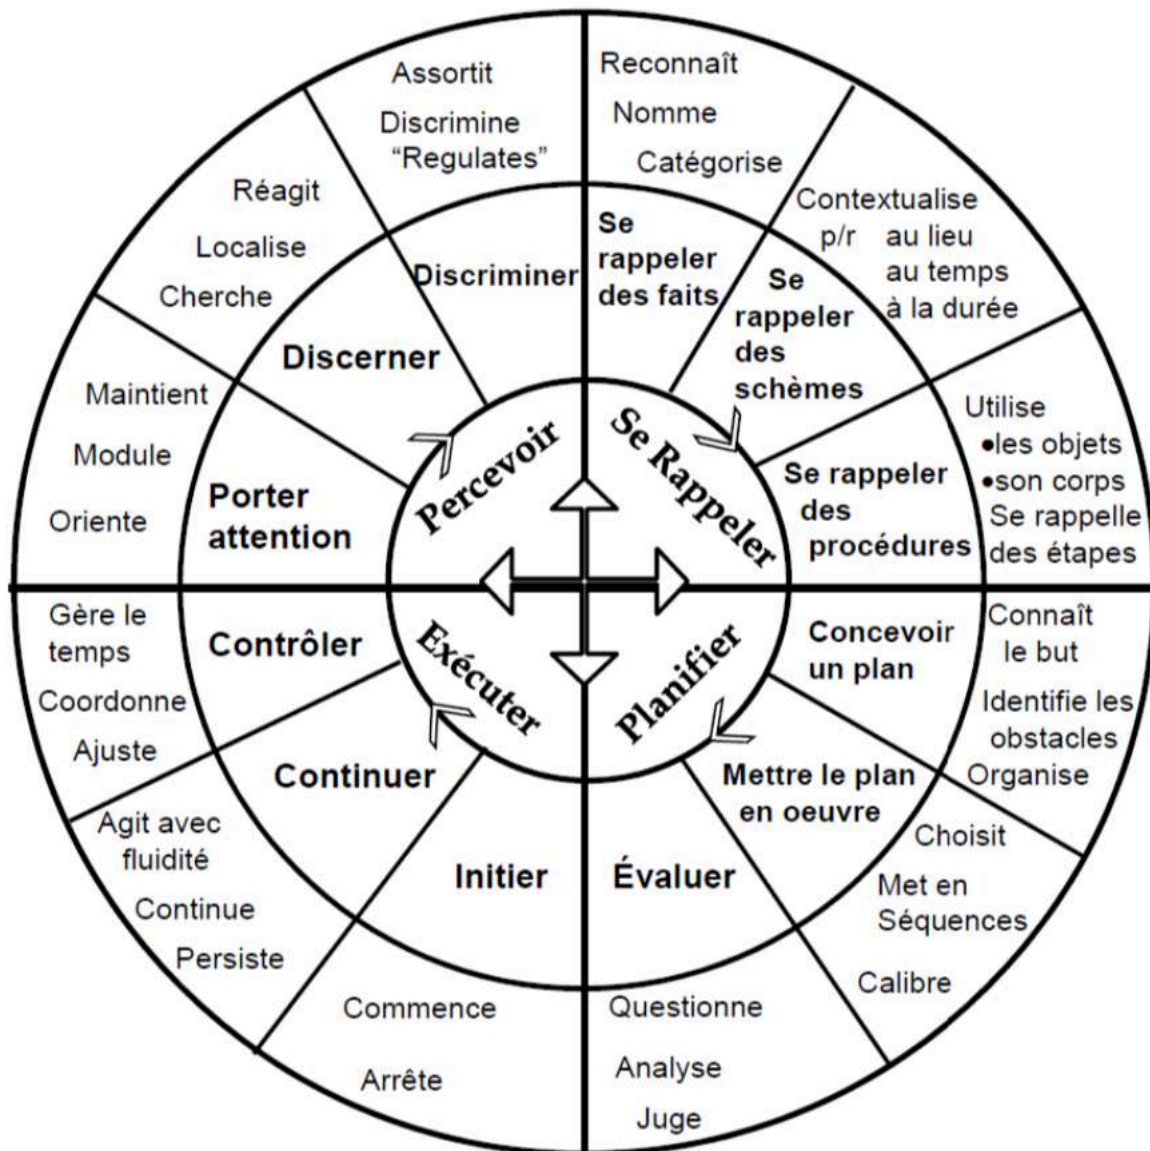 Percevoir
Se Rappeler
Planifier
Exécuter
Porter
attention
Discerner
Discriminer
Se
rappeler
des faits
Se
rappeler
des
schèmes
Se rappeler
des
procédures
Concevoir
un plan
Mettre le plan
en oeuvre
Évaluer
Initier
Continuer
Contrôler
Maintient
Module
Oriente
Réagit
Localise
Cherche
Assortit
Discrimine
“Regulates”
Reconnaît
Nomme
Catégorise
Contextualise
p/r au lieu
au temps
à la durée
Utilise
•les objets
•son corps
Se rappelle
des étapes
Connaît
le but
Identifie les
obstacles
Organise
Choisit
Met en
Séquences
Calibre
Questionne
Analyse
Juge
Commence
Arrête
Agit avec
fluidité
Continue
Persiste
Gère le
temps
Coordonne
Ajuste